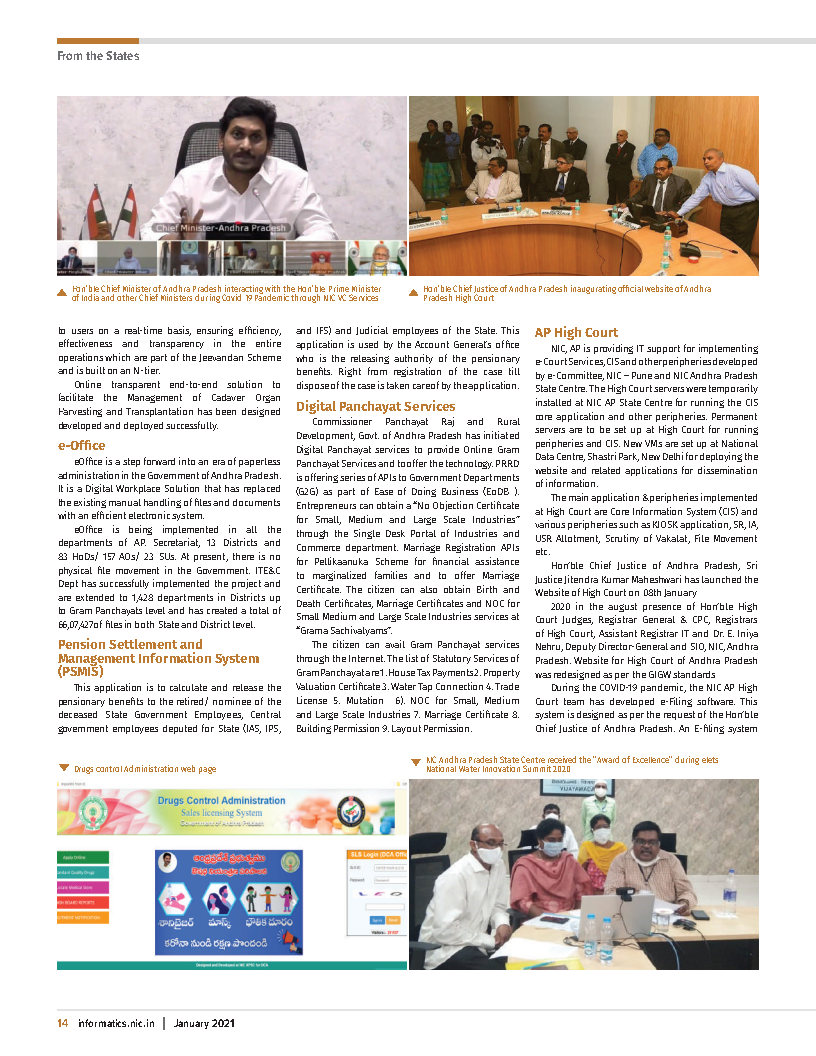 From the States
Chief Minister-Andhra Pradesh
Hon'ble Chief Minister of Andhra Pradesh interacting with the Hon'ble Prime Minister
of India and other Chief Ministers during Covid 19 Pandemic through NIC VC Services
Hon'ble Chief Justice of Andhra Pradesh inaugurating official website of Andhra
Pradesh High Court
to users on a real-time basis, ensuring efficiency,
effectiveness and transparency in the entire
operations which are part of the Jeevandan Scheme
and is built on an N-tier.
Online transparent end-to-end solution to
facilitate the Management of Cadaver Organ
Harvesting and Transplantation has been designed
developed and deployed successfully.
e-Office
eOffice is a step forward into an era of paperless
administration in the Government of Andhra Pradesh.
It is a Digital Workplace Solution that has replaced
the existing manual handling of files and documents
with an efficient electronic system.
eOffice is being implemented in all the
departments of AP. Secretariat, 13 Districts and
83 HoDs/ 157 AOs/ 23 SUs. At present, there is no
physical file movement in the Government. ITE&C
Dept has successfully implemented the project and
are extended to 1,428 departments in Districts up
to Gram Panchayats level and has created a total of
66,07,427of files in both State and District level.
Pension Settlement and
Management Information System
(PSMIS)
This application is to calculate and release the
pensionary benefits to the retired/ nominee of the
deceased State Government Employees, Central
government employees deputed for State (IAS, IPS,
and IFS) and Judicial employees of the State. This
application is used by the Account General's office
who is the releasing authority of the pensionary
benefits. Right from registration of the case till
dispose of the case is taken care of by the application.
Digital Panchayat Services
Commissioner Panchayat Raj and Rural
Development, Govt. of Andhra Pradesh has initiated
Digital Panchayat services to provide Online Gram
Panchayat Services and to offer the technology. PRRD
is offering series of APIs to Government Departments
(G2G) as part of Ease of Doing Business (EoDB ).
Entrepreneurs can obtain a "No Objection Certificate
for Small, Medium and Large Scale Industries"
through the Single Desk Portal of Industries and
Commerce department. Marriage Registration APIs
for Pellikaanuka Scheme for financial assistance
to marginalized families and to offer Marriage
Certificate. The citizen can also obtain Birth and
Death Certificates, Marriage Certificates and NOC for
Small Medium and Large Scale Industries services at
"Grama Sachivalyams".
The citizen can avail Gram Panchayat services
through the Internet. The list of Statutory Services of
Gram Panchayat are 1. House Tax Payments 2. Property
Valuation Certificate 3. Water Tap Connection 4. Trade
License 5. Mutation 6). NOC for Small, Medium
and Large Scale Industries 7. Marriage Certificate 8.
Building Permission 9. Layout Permission.
AP High Court
NIC, AP is providing IT support for implementing
e-Court Services, CIS and other peripheries developed
by e-Committee, NIC – Pune and NIC Andhra Pradesh
State Centre. The High Court servers were temporarily
installed at NIC AP State Centre for running the CIS
core application and other peripheries. Permanent
servers are to be set up at High Court for running
peripheries and CIS. New VMs are set up at National
Data Centre, Shastri Park, New Delhi for deploying the
website and related applications for dissemination
of information.
The main application & peripheries implemented
at High Court are Core Information System (CIS) and
various peripheries such as KIOSK application, SR, IA,
USR Allotment, Scrutiny of Vakalat, File Movement
etc.
Hon'ble Chief Justice of Andhra Pradesh, Sri
Justice Jitendra Kumar Maheshwari has launched the
Website of High Court on 08th January
2020 in the august presence of Hon'ble High
Court Judges, Registrar General & CPC, Registrars
of High Court, Assistant Registrar IT and Dr. E. Iniya
Nehru, Deputy Director-General and SIO, NIC, Andhra
Pradesh. Website for High Court of Andhra Pradesh
was redesigned as per the GIGW standards
During the COVID-19 pandemic, the NIC AP High
Court team has developed e-Filing software. This
system is designed as per the request of the Hon'ble
Chief Justice of Andhra Pradesh. An E-filing system
Drugs control Administration web page
NIC Andhra Pradesh State Centre received the "Award of Excellence" during elets
National Water Innovation Summit 2020
Drugs Control Administration
Sales licensing System
Government of Andhra Pradesh
Apply Online
SLS Login (DCA
ఆంధ్రప్రదేశ్ ప్రభుత్వము
శానిటైజర్ మాస్క్ భౌతిక దూరం
కరోనా నుండి రక్షణ పొందండి
Designed and Developed at NIC APSC for DCA
14 informatics.nic.in | January 2021